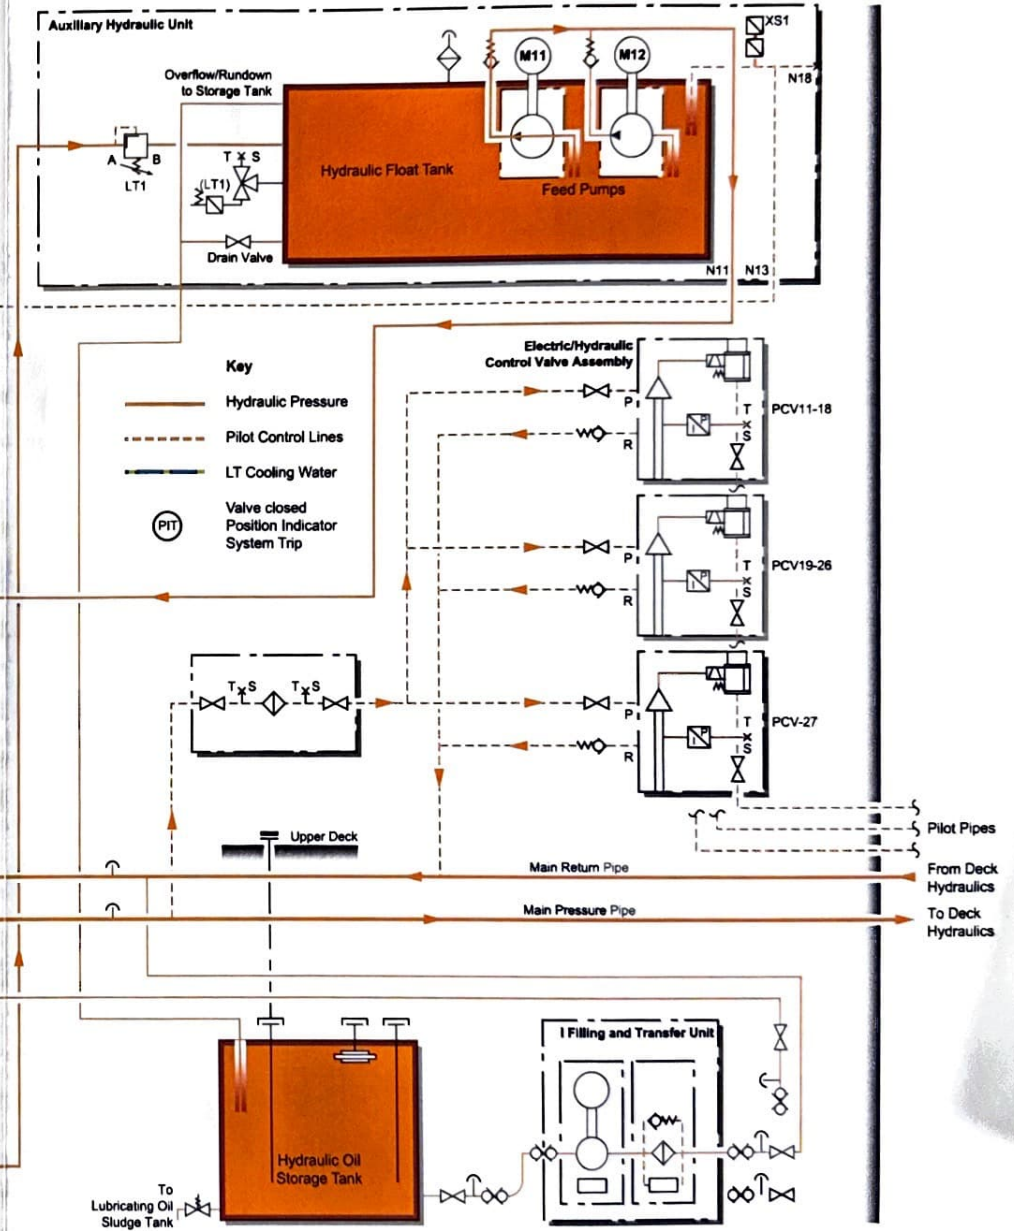 Auxiliary Hydraulic Unit
XS1
M11
M12
Overflow/Rundown
to Storage Tank
N18
A
B
LT1
T
S
(LT1)
Hydraulic Float Tank
Feed Pumps
Drain Valve
N11
N13
Electric/Hydraulic
Control Valve Assembly
Key
Hydraulic Pressure
Pilot Control Lines
LT Cooling Water
PIT
Valve closed
Position Indicator
System Trip
P
R
I
P
T
S
PCV11-18
P
R
I
P
T
S
PCV19-26
T
S
T
S
P
R
I
P
T
S
PCV-27
Pilot Pipes
Upper Deck
Main Return Pipe
From Deck
Hydraulics
Main Pressure Pipe
To Deck
Hydraulics
I Filling and Transfer Unit
Hydraulic Oil
Storage Tank
To
Lubricating Oil
Sludge Tank